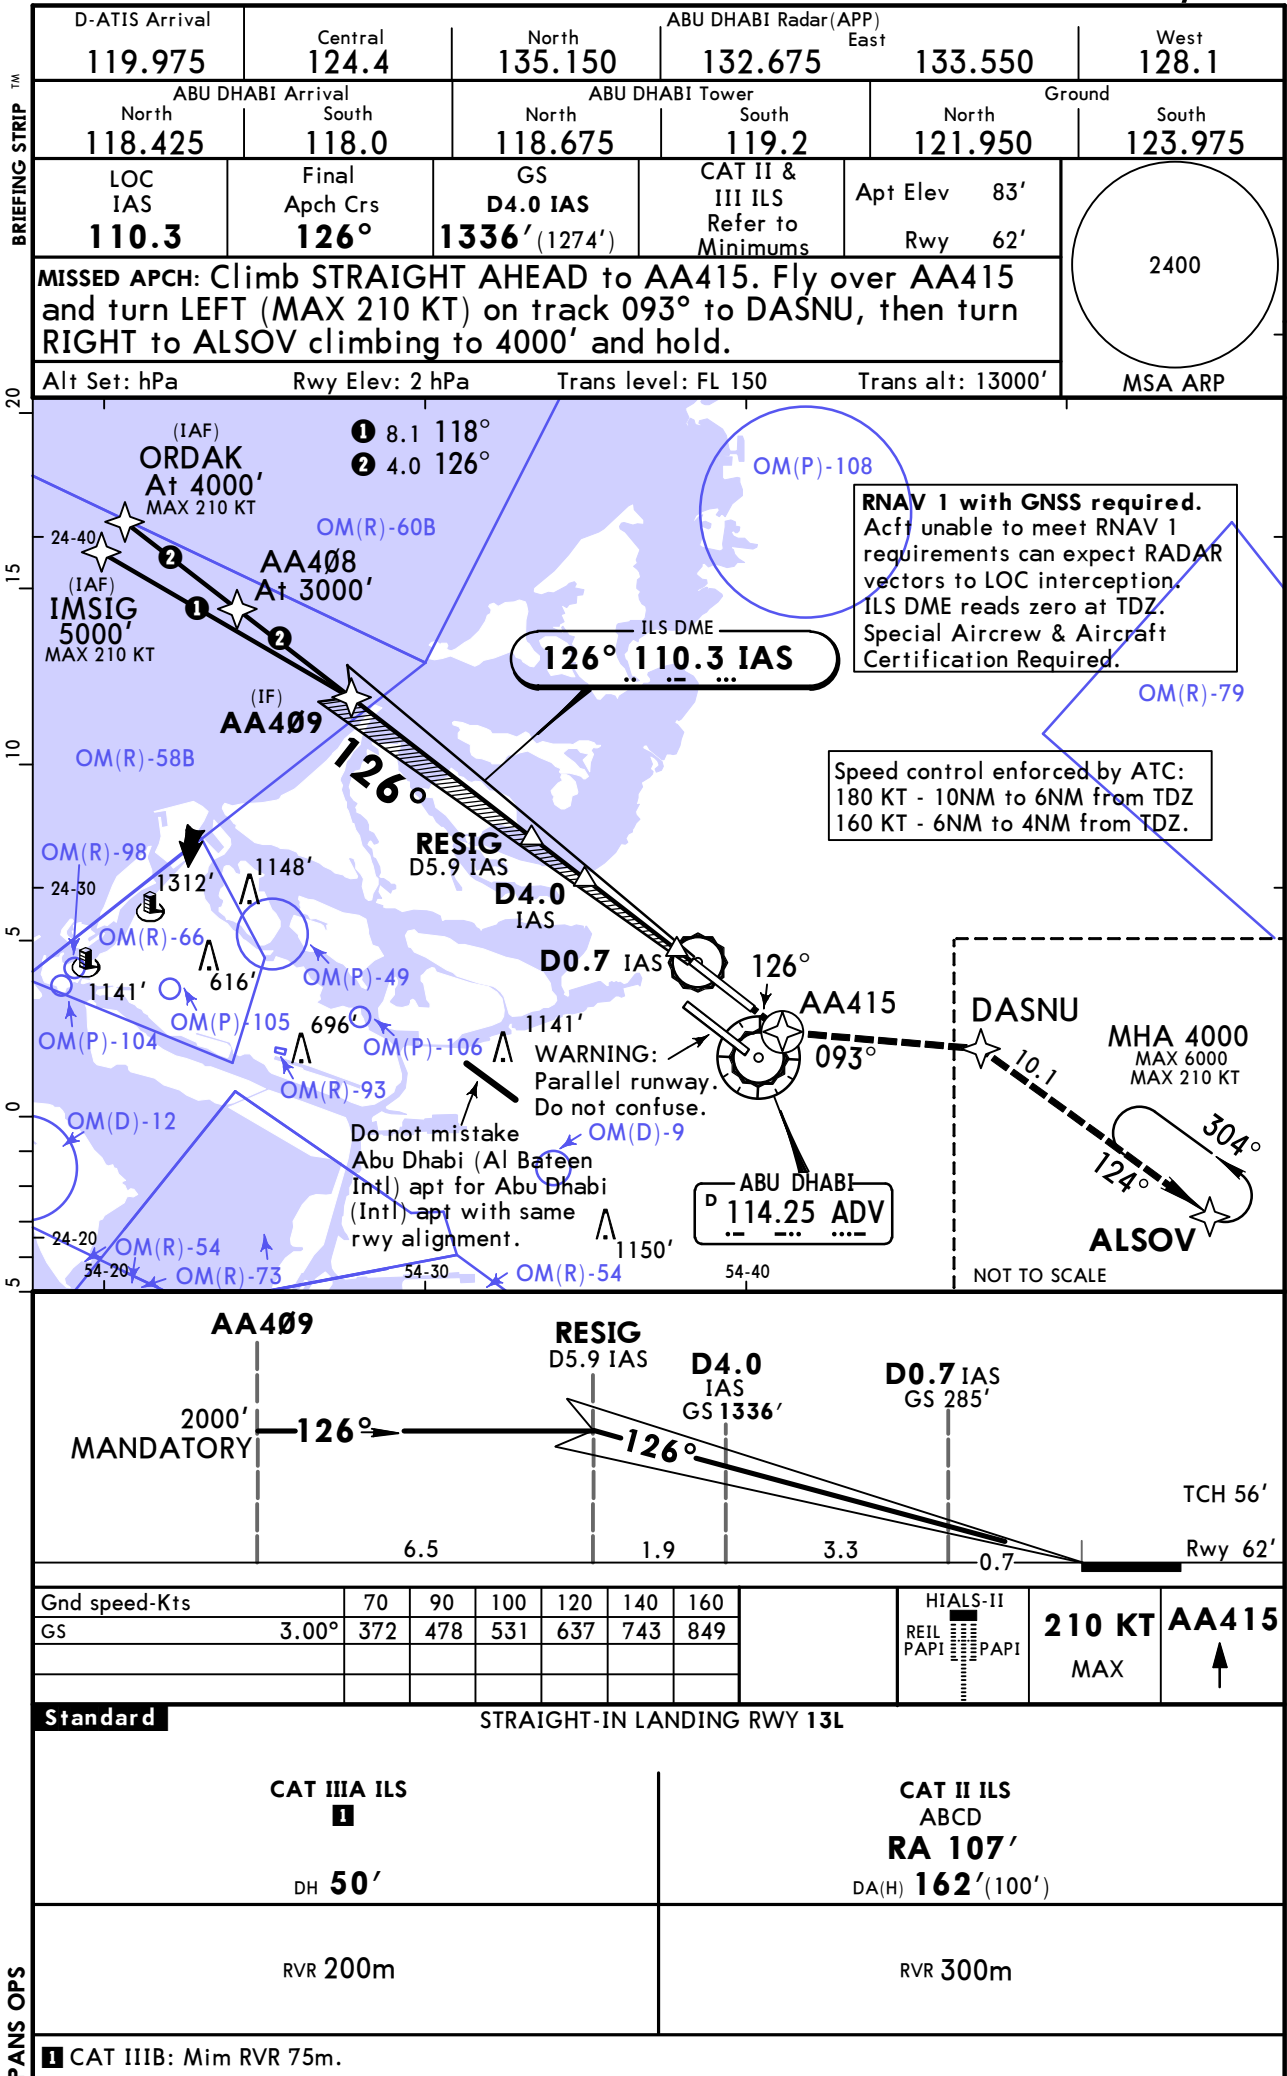 D-ATIS Arrival
119.975
ABU DHABI Radar(APP)
Central
124.4
North
135.150
East
132.675
133.550
West
128.1
ABU DHABI Arrival
North
118.425
South
118.0
ABU DHABI Tower
North
118.675
South
119.2
Ground
North
121.950
South
123.975
BRIEFING STRIP ™
LOC
IAS
110.3
Final
Apch Crs
126°
GS
D4.0 IAS
1336' (1274')
CAT II &
III ILS
Refer to
Minimums
Apt Elev 83'
Rwy 62'
2400
MSA ARP
MISSED APCH: Climb STRAIGHT AHEAD to AA415. Fly over AA415
and turn LEFT (MAX 210 KT) on track 093° to DASNU, then turn
RIGHT to ALSOV climbing to 4000' and hold.
Alt Set: hPa Rwy Elev: 2 hPa Trans level: FL 150 Trans alt: 13000'
20
15
10
5
0
5
(IAF)
ORDAK
At 4000'
MAX 210 KT
1 8.1 118°
2 4.0 126°
OM(P)-108
OM(R)-60B
RNAV 1 with GNSS required.
Acft unable to meet RNAV 1
requirements can expect RADAR
vectors to LOC interception.
ILS DME reads zero at TDZ.
Special Aircrew & Aircraft
Certification Required.
24-40
2
AA4Ø8
At 3000'
(IAF)
IMSIG
5000'
MAX 210 KT
1
2
ILS DME
126° 110.3 IAS
(IF)
AA4Ø9
OM(R)-79
OM(R)-58B
126°
Speed control enforced by ATC:
180 KT - 10NM to 6NM from TDZ
160 KT - 6NM to 4NM from TDZ.
RESIG
D5.9 IAS
OM(R)-98
24-30
1312'
1148'
D4.0
IAS
OM(R)-66
D0.7 IAS
126°
616'
OM(P)-49
1141'
AA415
DASNU
OM(P)-105
OM(P)-104
696'
OM(P)-106
1141'
WARNING:
Parallel runway.
Do not confuse.
093°
10.1
MHA 4000
MAX 6000
MAX 210 KT
OM(R)-93
OM(D)-12
Do not mistake
Abu Dhabi (Al Bateen
Intl) apt for Abu Dhabi
(Intl) apt with same
rwy alignment.
OM(D)-9
304°
124°
ABU DHABI
D 114.25 ADV
ALSOV
24-20
OM(R)-54
1150'
54-20
OM(R)-73
54-30
OM(R)-54
54-40
NOT TO SCALE
AA4Ø9
RESIG
D5.9 IAS
D4.0
IAS
GS 1336'
D0.7 IAS
GS 285'
2000'
MANDATORY
126°
126°
TCH 56'
6.5
1.9
3.3
0.7
Rwy 62'
Gnd speed-Kts 70 90 100 120 140 160
GS 3.00° 372 478 531 637 743 849
HIALS-II
REIL
PAPI
PAPI
210 KT
MAX
AA415
Standard
STRAIGHT-IN LANDING RWY 13L
CAT IIIA ILS
1
DH 50'
CAT II ILS
ABCD
RA 107'
DA(H) 162'(100')
RVR 200m
RVR 300m
PANS OPS
1 CAT IIIB: Mim RVR 75m.